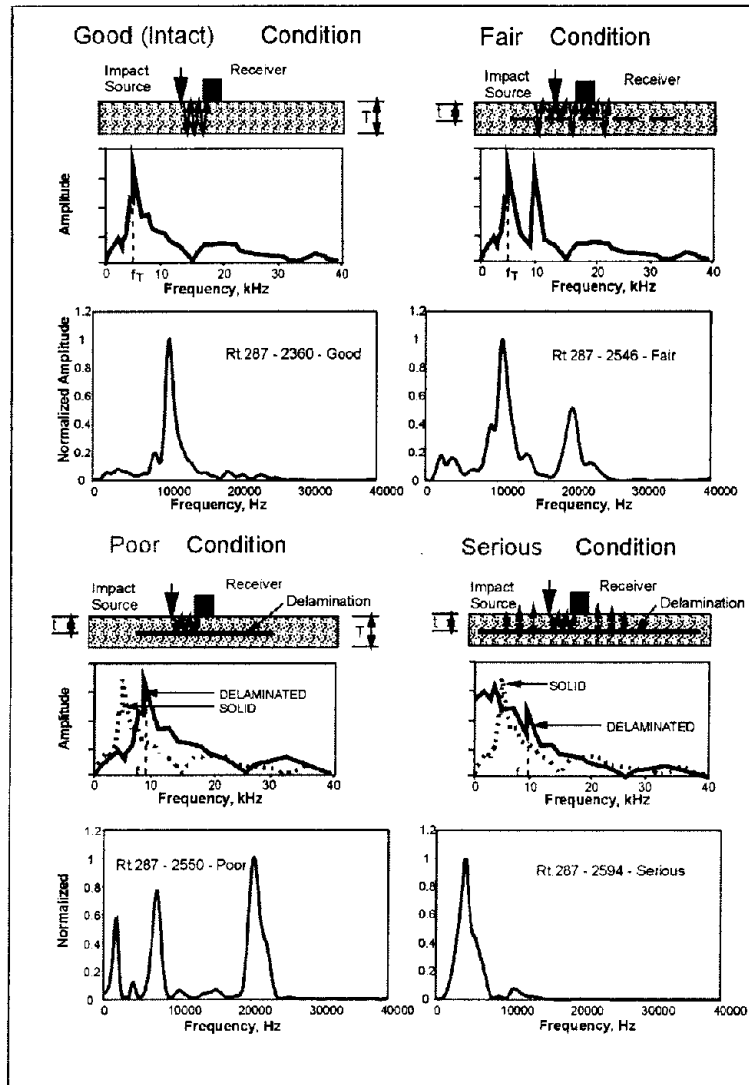 Good (Intact) Condition
Impact Source
Receiver
T
Amplitude
0 fT 10 20 30 40
Frequency, kHz
Fair Condition
Impact Source
Receiver
t
0 fT 10 20 30 40
Frequency, kHz
1.2
1
0.8
0.6
0.4
0.2
0
Normalized Amplitude
Rt.287 - 2360 - Good
0 10000 20000 30000 40000
Frequency, Hz
1.2
1
0.8
0.6
0.4
0.2
0
Rt.287 - 2546 - Fair
0 10000 20000 30000 40000
Frequency, Hz
Poor Condition
Impact Source
Receiver
Delamination
t
T
Amplitude
DELAMINATED
SOLID
0 10 20 30 40
Frequency, kHz
Serious Condition
Impact Source
Receiver
Delamination
t
SOLID
DELAMINATED
0 10 20 30 40
Frequency, kHz
1.2
1
0.8
0.6
0.4
0.2
0
Normalized
Rt.287 - 2550 - Poor
0 10000 20000 30000 40000
Frequency, Hz
1.2
1
0.8
0.6
0.4
0.2
0
Rt.287 - 2594 - Serious
0 10000 20000 30000 40000
Frequency, Hz